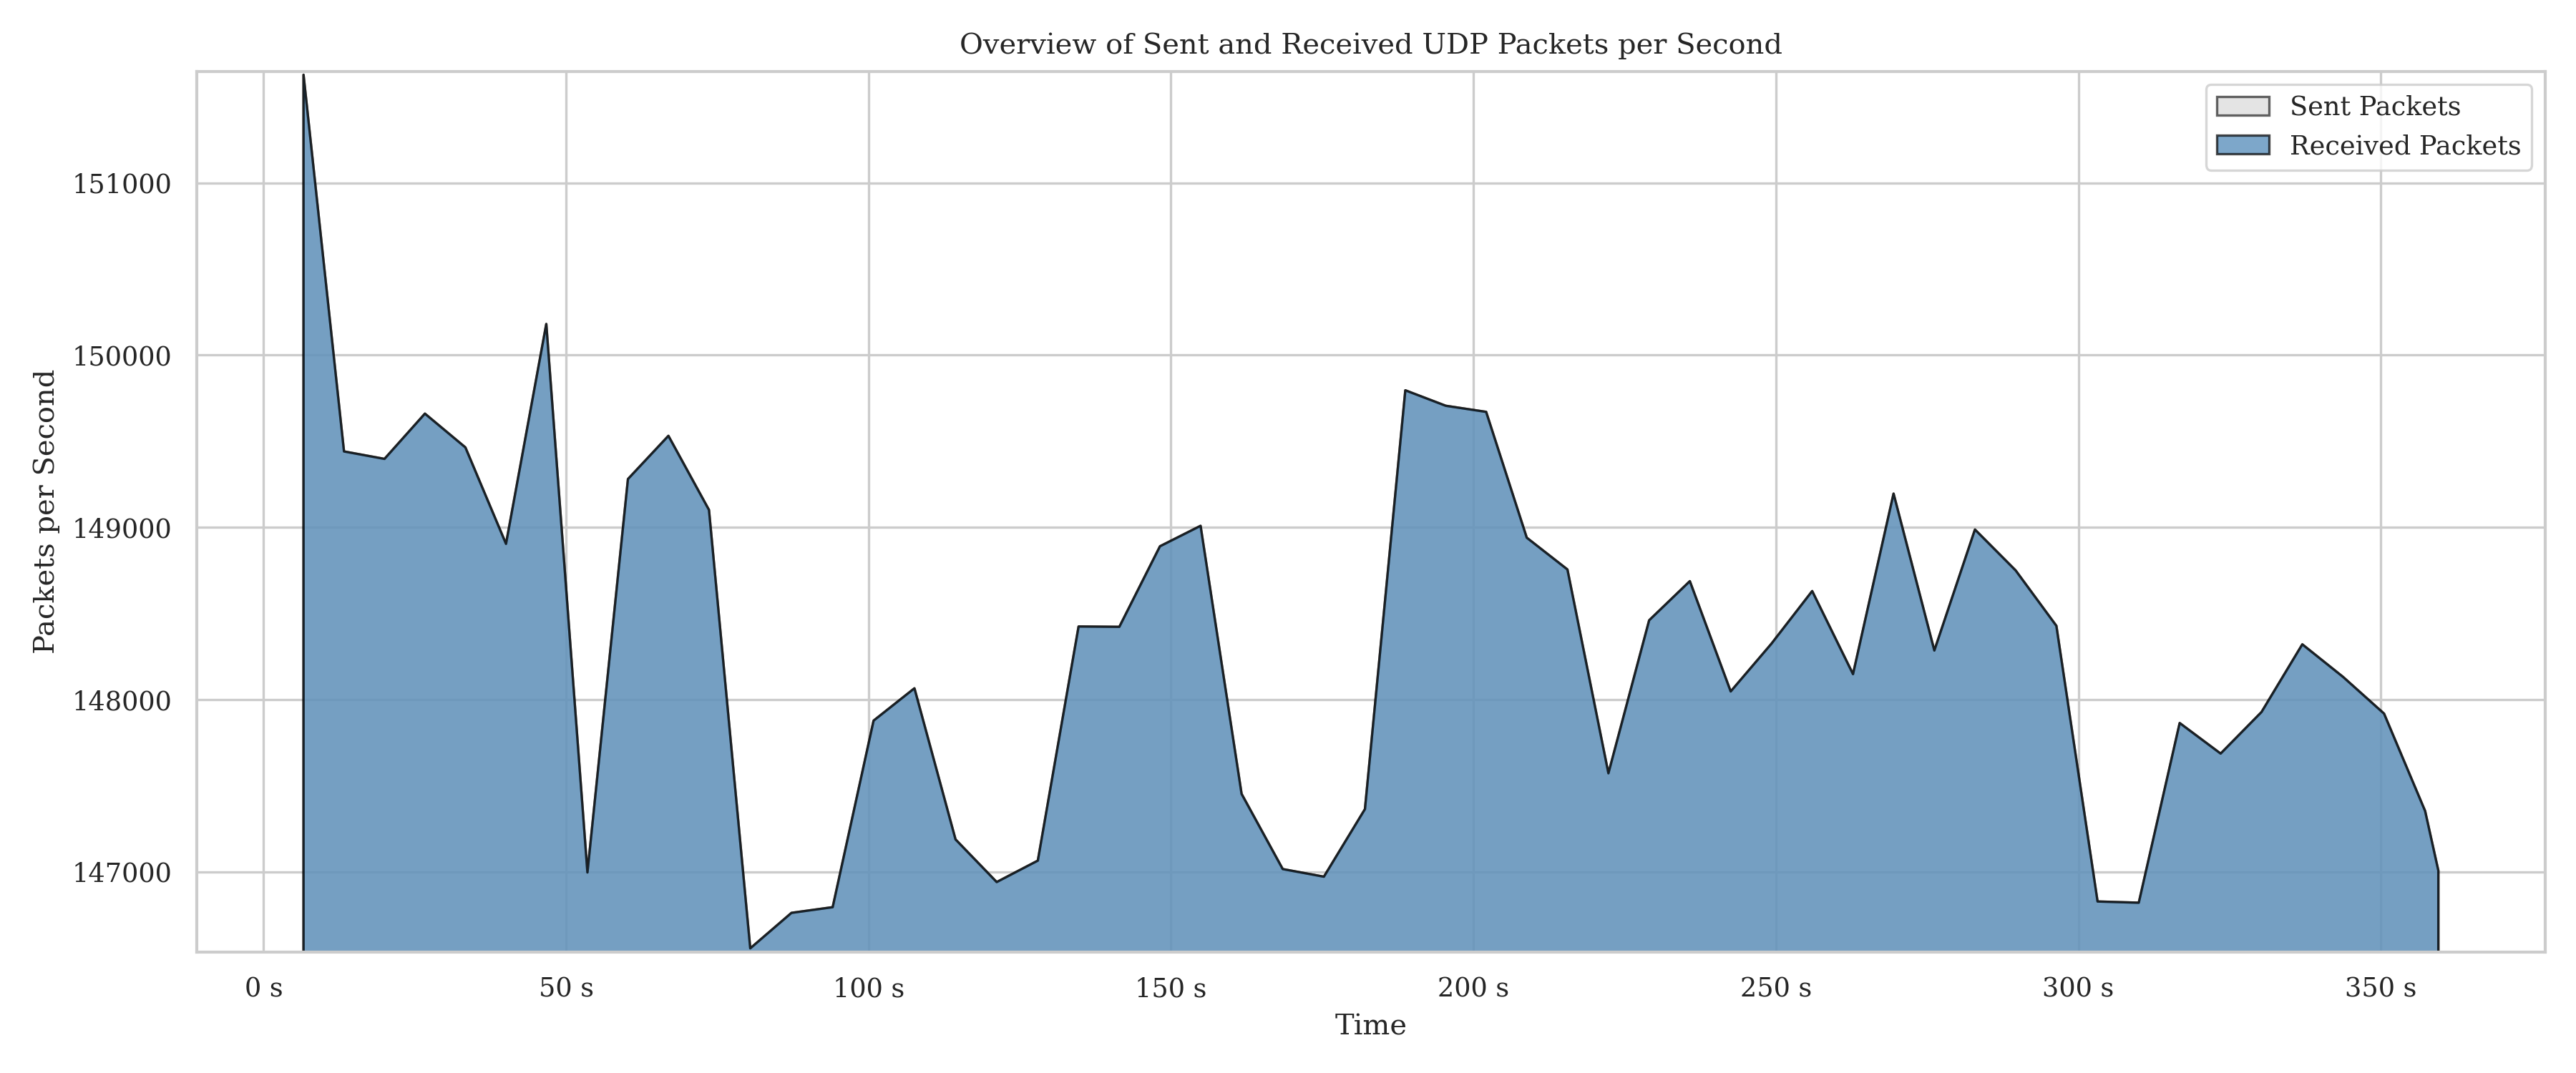 Overview of Sent and Received UDP Packets per Second
Sent Packets
Received Packets
Packets per Second
151000
150000
149000
148000
147000
0 s
50 s
100 s
150 s
200 s
250 s
300 s
350 s
Time